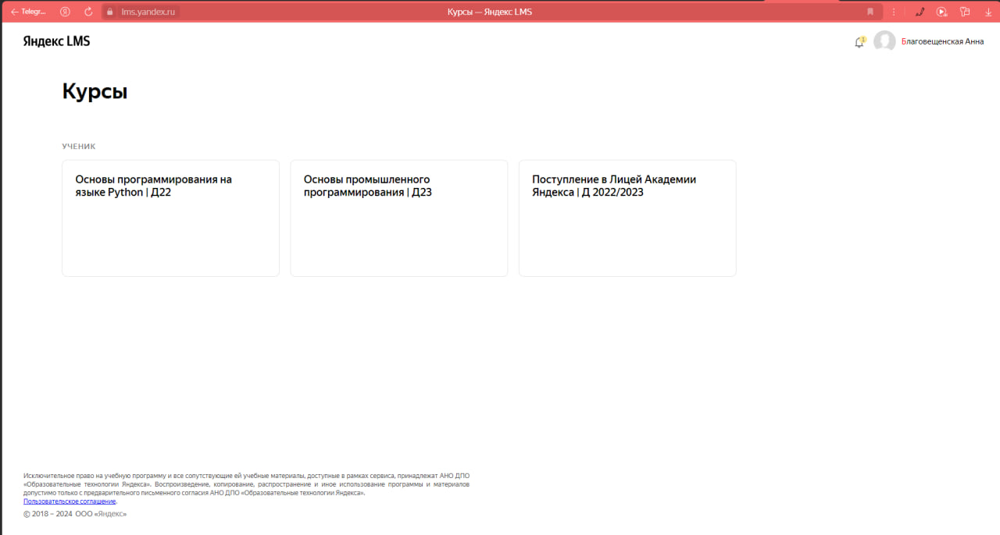 Telegr...
Я
lms.yandex.ru
Курсы — Яндекс LMS
Яндекс LMS
1
Благовещенская Анна
Курсы
УЧЕНИК
Основы программирования на
языке Python | Д22
Основы промышленного
программирования | Д23
Поступление в Лицей Академии
Яндекса | Д 2022/2023
Исключительное право на учебную программу и все сопутствующие ей учебные материалы, доступные в рамках сервиса, принадлежат АНО ДПО
«Образовательные технологии Яндекса». Воспроизведение, копирование, распространение и иное использование программы и материалов
допустимо только с предварительного письменного согласия АНО ДПО «Образовательные технологии Яндекса».
Пользовательское соглашение.
© 2018 – 2024 ООО «Яндекс»